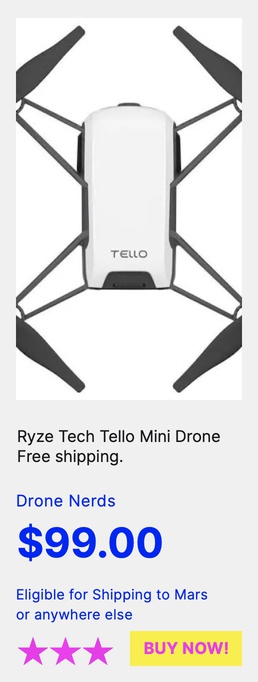 TELLO
Ryze Tech Tello Mini Drone
Free shipping.
Drone Nerds
$99.00
Eligible for Shipping to Mars
or anywhere else
BUY NOW!